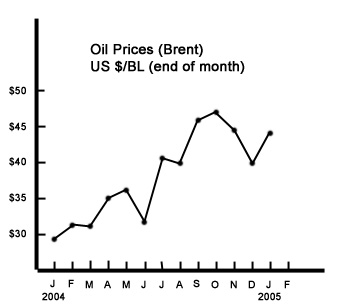 Oil Prices (Brent)
US $/BL (end of month)
$50
$45
$40
$35
$30
J F M A M J J A S O N D J F
2004 2005